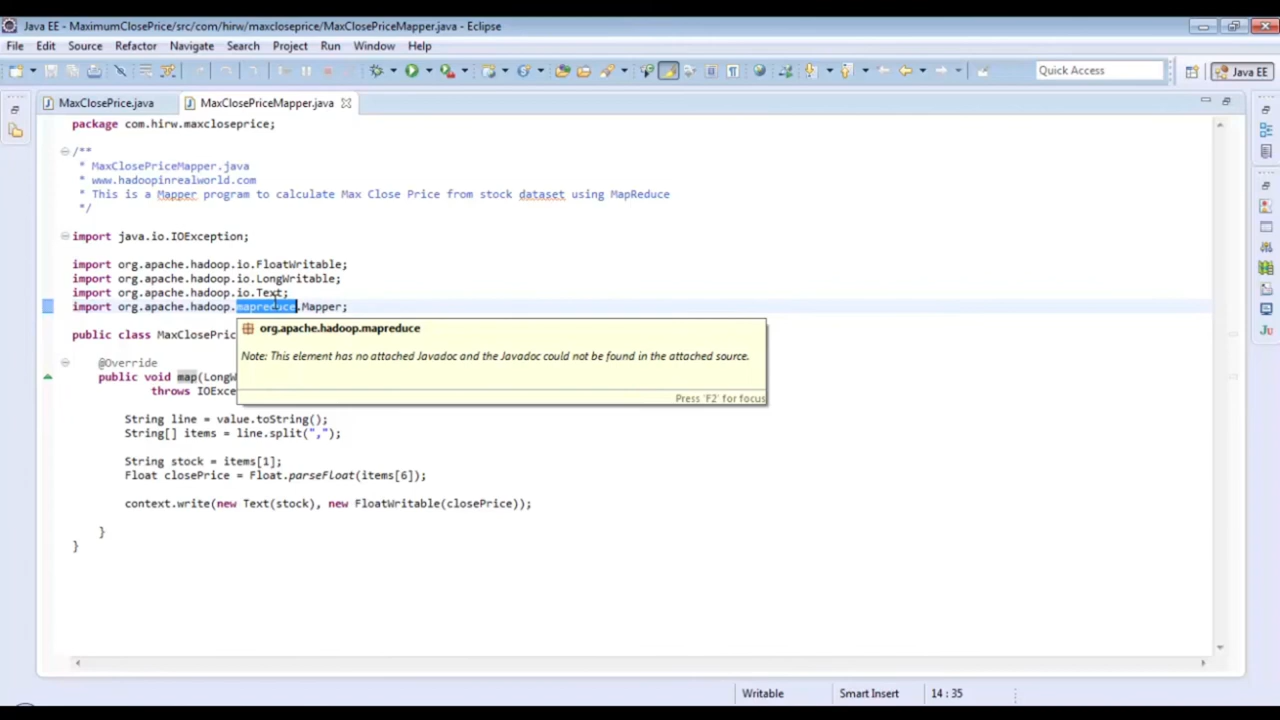 Java EE - MaximumClosePrice/src/com/hirw/maxcloseprice/MaxClosePriceMapper.java - Eclipse
File Edit Source Refactor Navigate Search Project Run Window Help
Quick Access
Java EE
MaxClosePrice.java MaxClosePriceMapper.java
package com.hirw.maxcloseprice;
/**
* MaxClosePriceMapper.java
* www.hadoopinrealworld.com
* This is a Mapper program to calculate Max Close Price from stock dataset using MapReduce
*/
import java.io.IOException;
import org.apache.hadoop.io.FloatWritable;
import org.apache.hadoop.io.LongWritable;
import org.apache.hadoop.io.Text;
import org.apache.hadoop.mapreduce.Mapper;
public class MaxClosePric
org.apache.hadoop.mapreduce
Note: This element has no attached Javadoc and the Javadoc could not be found in the attached source.
Press 'F2' for focus
@Override
public void map(LongW
throws IOExce
String line = value.toString();
String[] items = line.split(",");
String stock = items[1];
Float closePrice = Float.parseFloat(items[6]);
context.write(new Text(stock), new FloatWritable(closePrice));
}
}
Writable Smart Insert 14 : 35